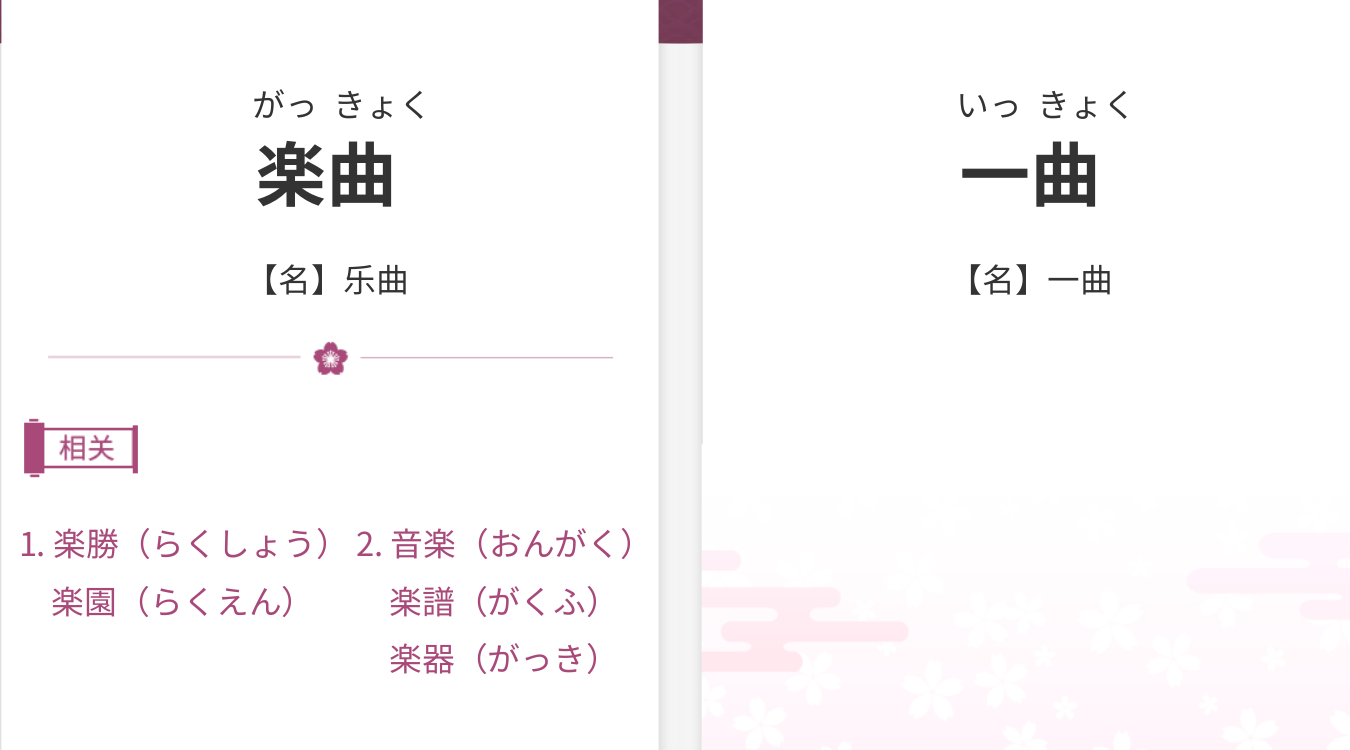 がっ きょく
楽曲
【名】乐曲
相关
1. 楽勝（らくしょう） 2. 音楽（おんがく）
楽園（らくえん） 楽譜（がくふ）
楽器（がっき）
いっ きょく
一曲
【名】一曲